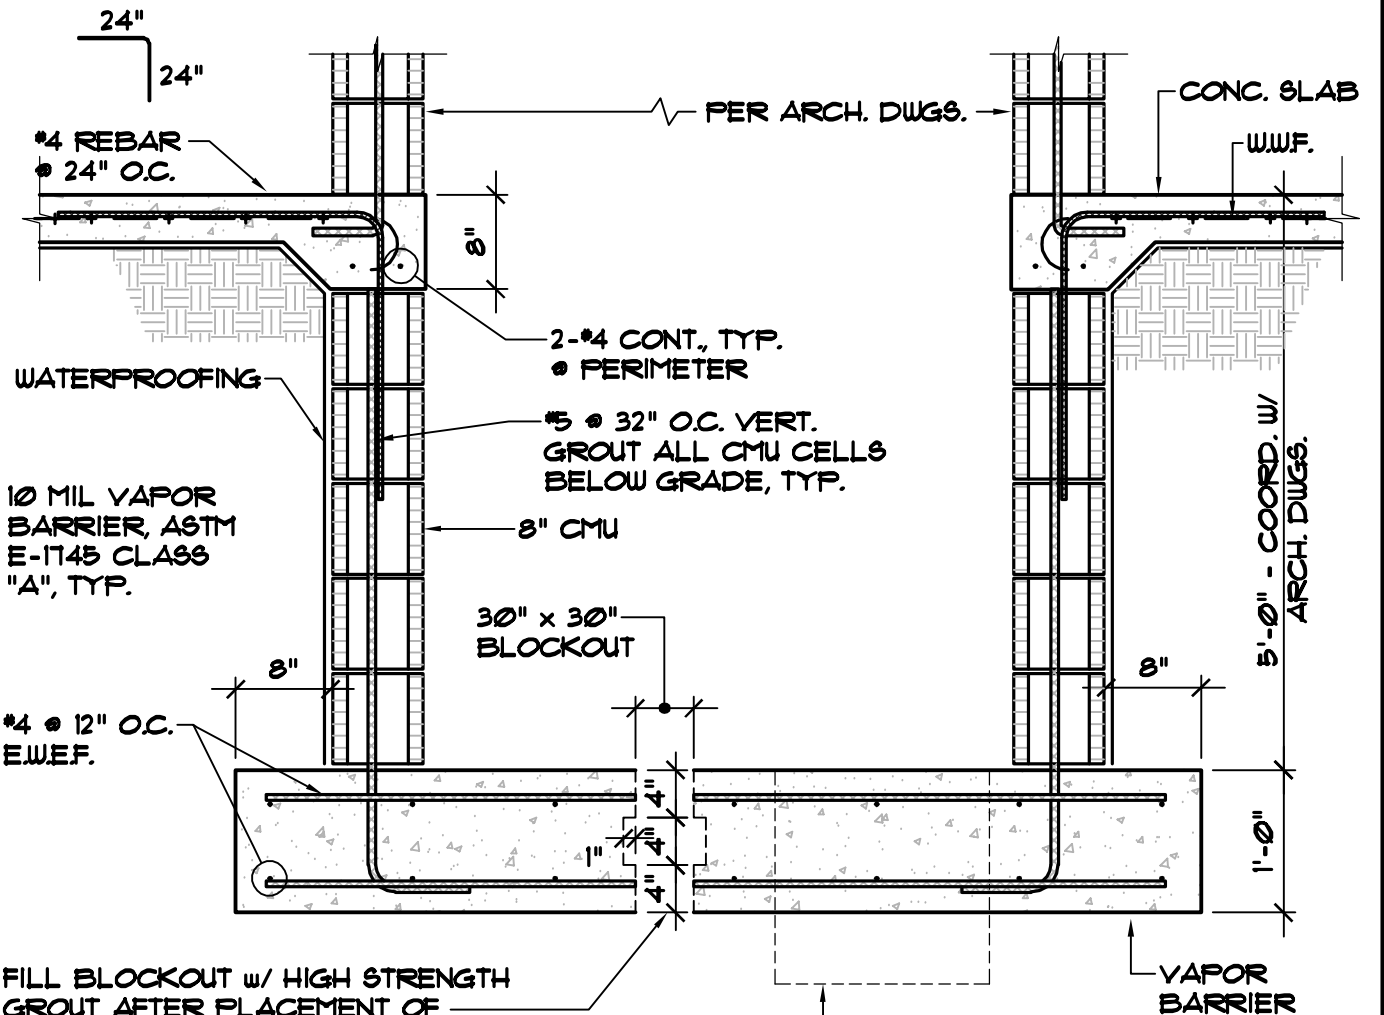 24"
24"
#4 REBAR
@ 24" O.C.
PER ARCH. DWGS.
CONC. SLAB
W.W.F.
8"
2-#4 CONT., TYP.
@ PERIMETER
WATERPROOFING
#5 @ 32" O.C. VERT.
GROUT ALL CMU CELLS
BELOW GRADE, TYP.
10 MIL VAPOR
BARRIER, ASTM
E-1745 CLASS
"A", TYP.
8" CMU
5'-0" - COORD. W/
ARCH. DWGS.
30" x 30"
BLOCKOUT
8"
8"
#4 @ 12" O.C.
E.W.E.F.
4"
1"
4"
4"
1'-0"
FILL BLOCKOUT w/ HIGH STRENGTH
GROUT AFTER PLACEMENT OF
VAPOR
BARRIER